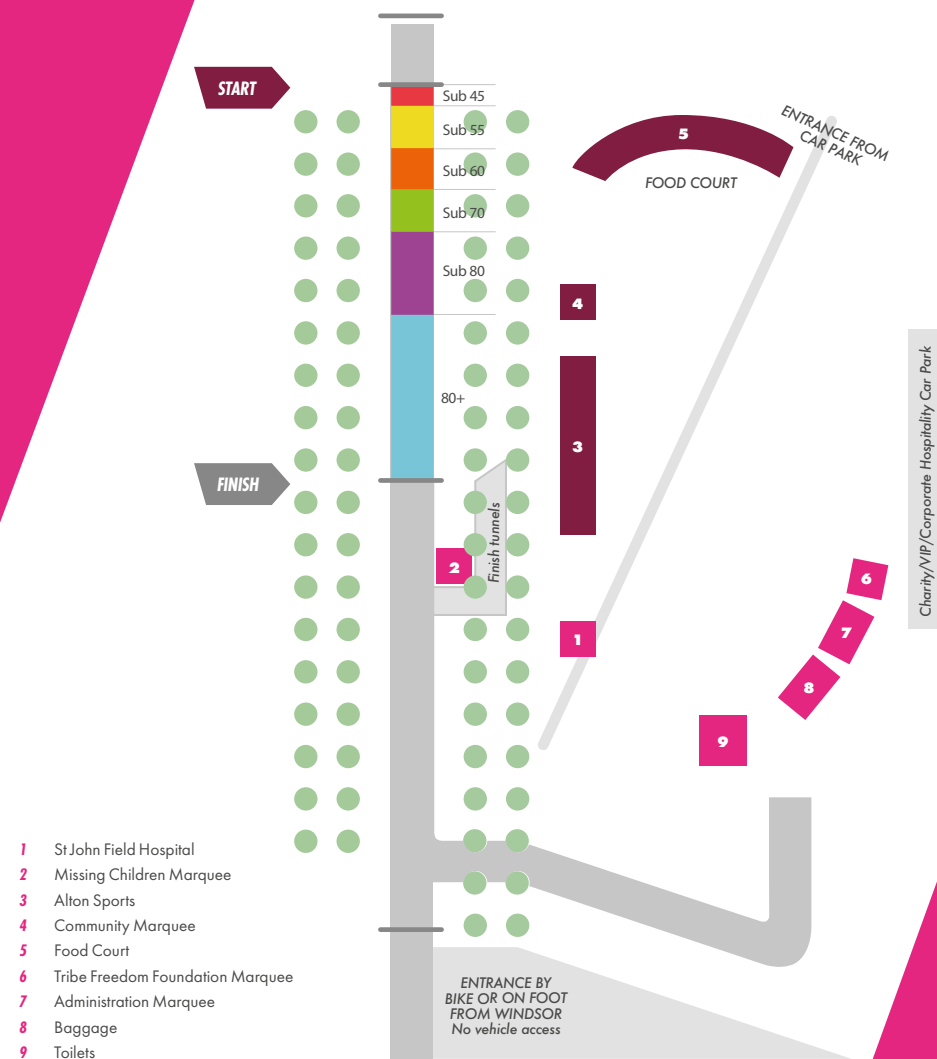 START
Sub 45
Sub 55
Sub 60
Sub 70
Sub 80
80+
5
FOOD COURT
ENTRANCE FROM
CAR PARK
4
3
FINISH
Finish tunnels
2
1
Charity/VIP/Corporate Hospitality Car Park
6
7
8
9
1 St John Field Hospital
2 Missing Children Marquee
3 Alton Sports
4 Community Marquee
5 Food Court
6 Tribe Freedom Foundation Marquee
7 Administration Marquee
8 Baggage
9 Toilets
ENTRANCE BY
BIKE OR ON FOOT
FROM WINDSOR
No vehicle access